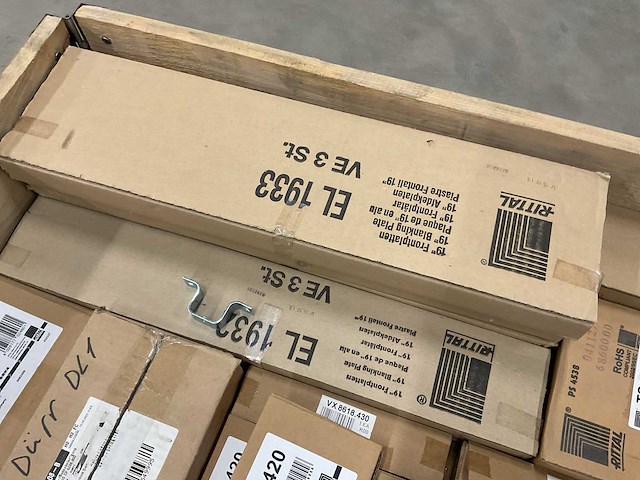 RITTAL
19" Frontplatten
19" Blanking Plate
Plaque de 19" en alu
19" Frontplåtar
19" Afdekplaten
Piastre Frontali 19"
EL 1933
VE 3 St.
RITTAL
19" Frontplatten
19" Blanking Plate
Plaque de 19" en alu
19" Frontplåtar
19" Afdekplaten
Piastre Frontali 19"
EL 1933
VE 3 St.
Dürr DL1
VX 8618.430
1 EA
420
420
PS 4538
RoHS
COMPLIANT
RITTAL